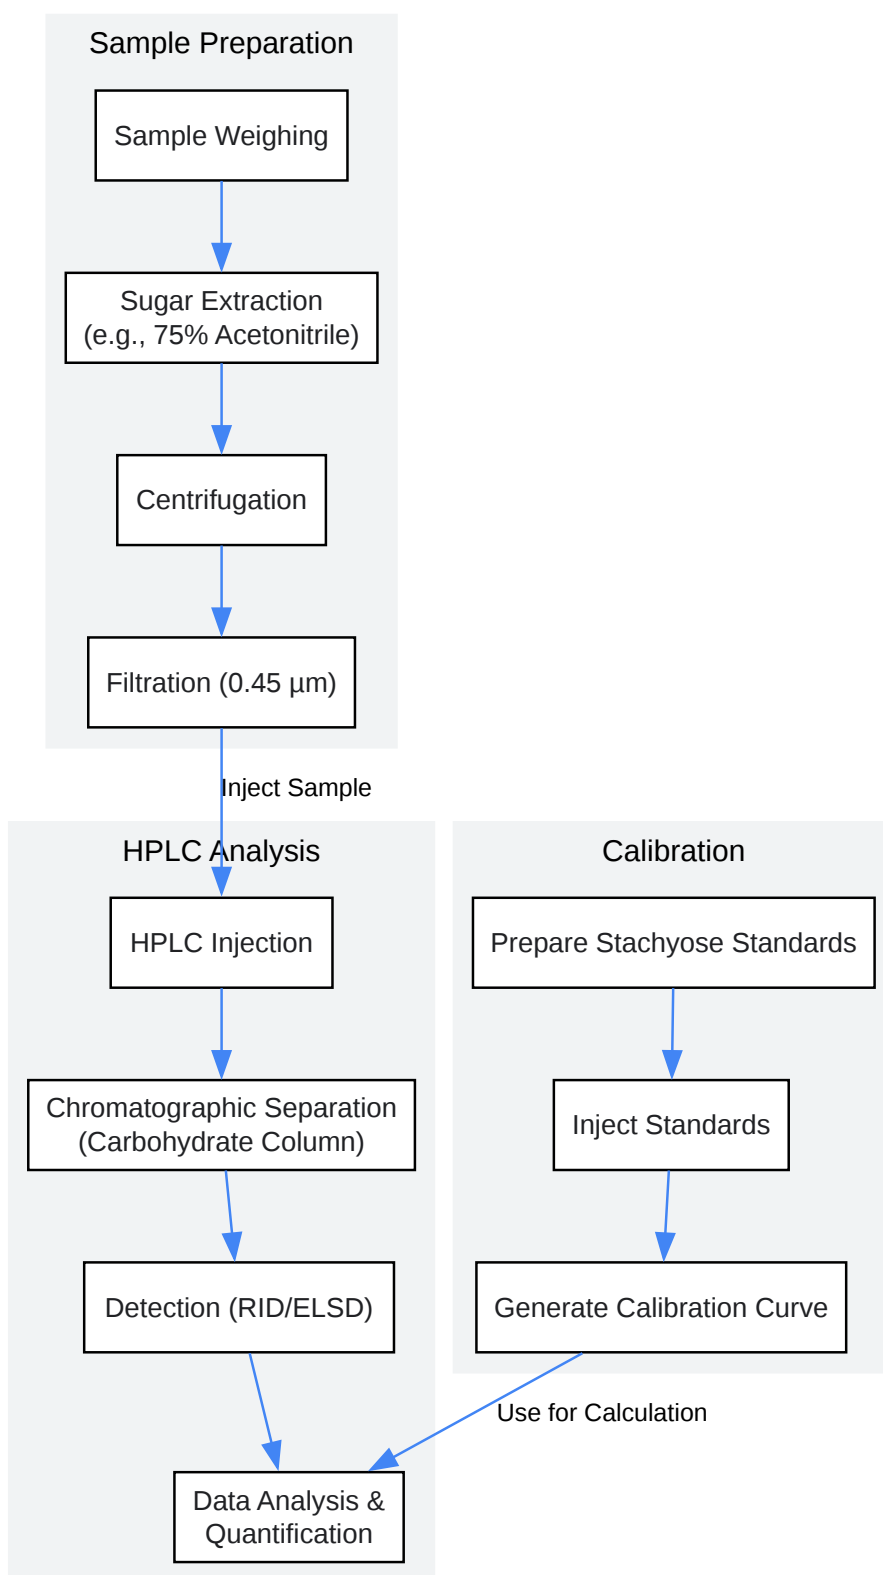 Sample Preparation
Sample Weighing
Sugar Extraction
(e.g., 75% Acetonitrile)
Centrifugation
Filtration (0.45 µm)
Inject Sample
HPLC Analysis
HPLC Injection
Chromatographic Separation
(Carbohydrate Column)
Detection (RID/ELSD)
Data Analysis &
Quantification
Calibration
Prepare Stachyose Standards
Inject Standards
Generate Calibration Curve
Use for Calculation